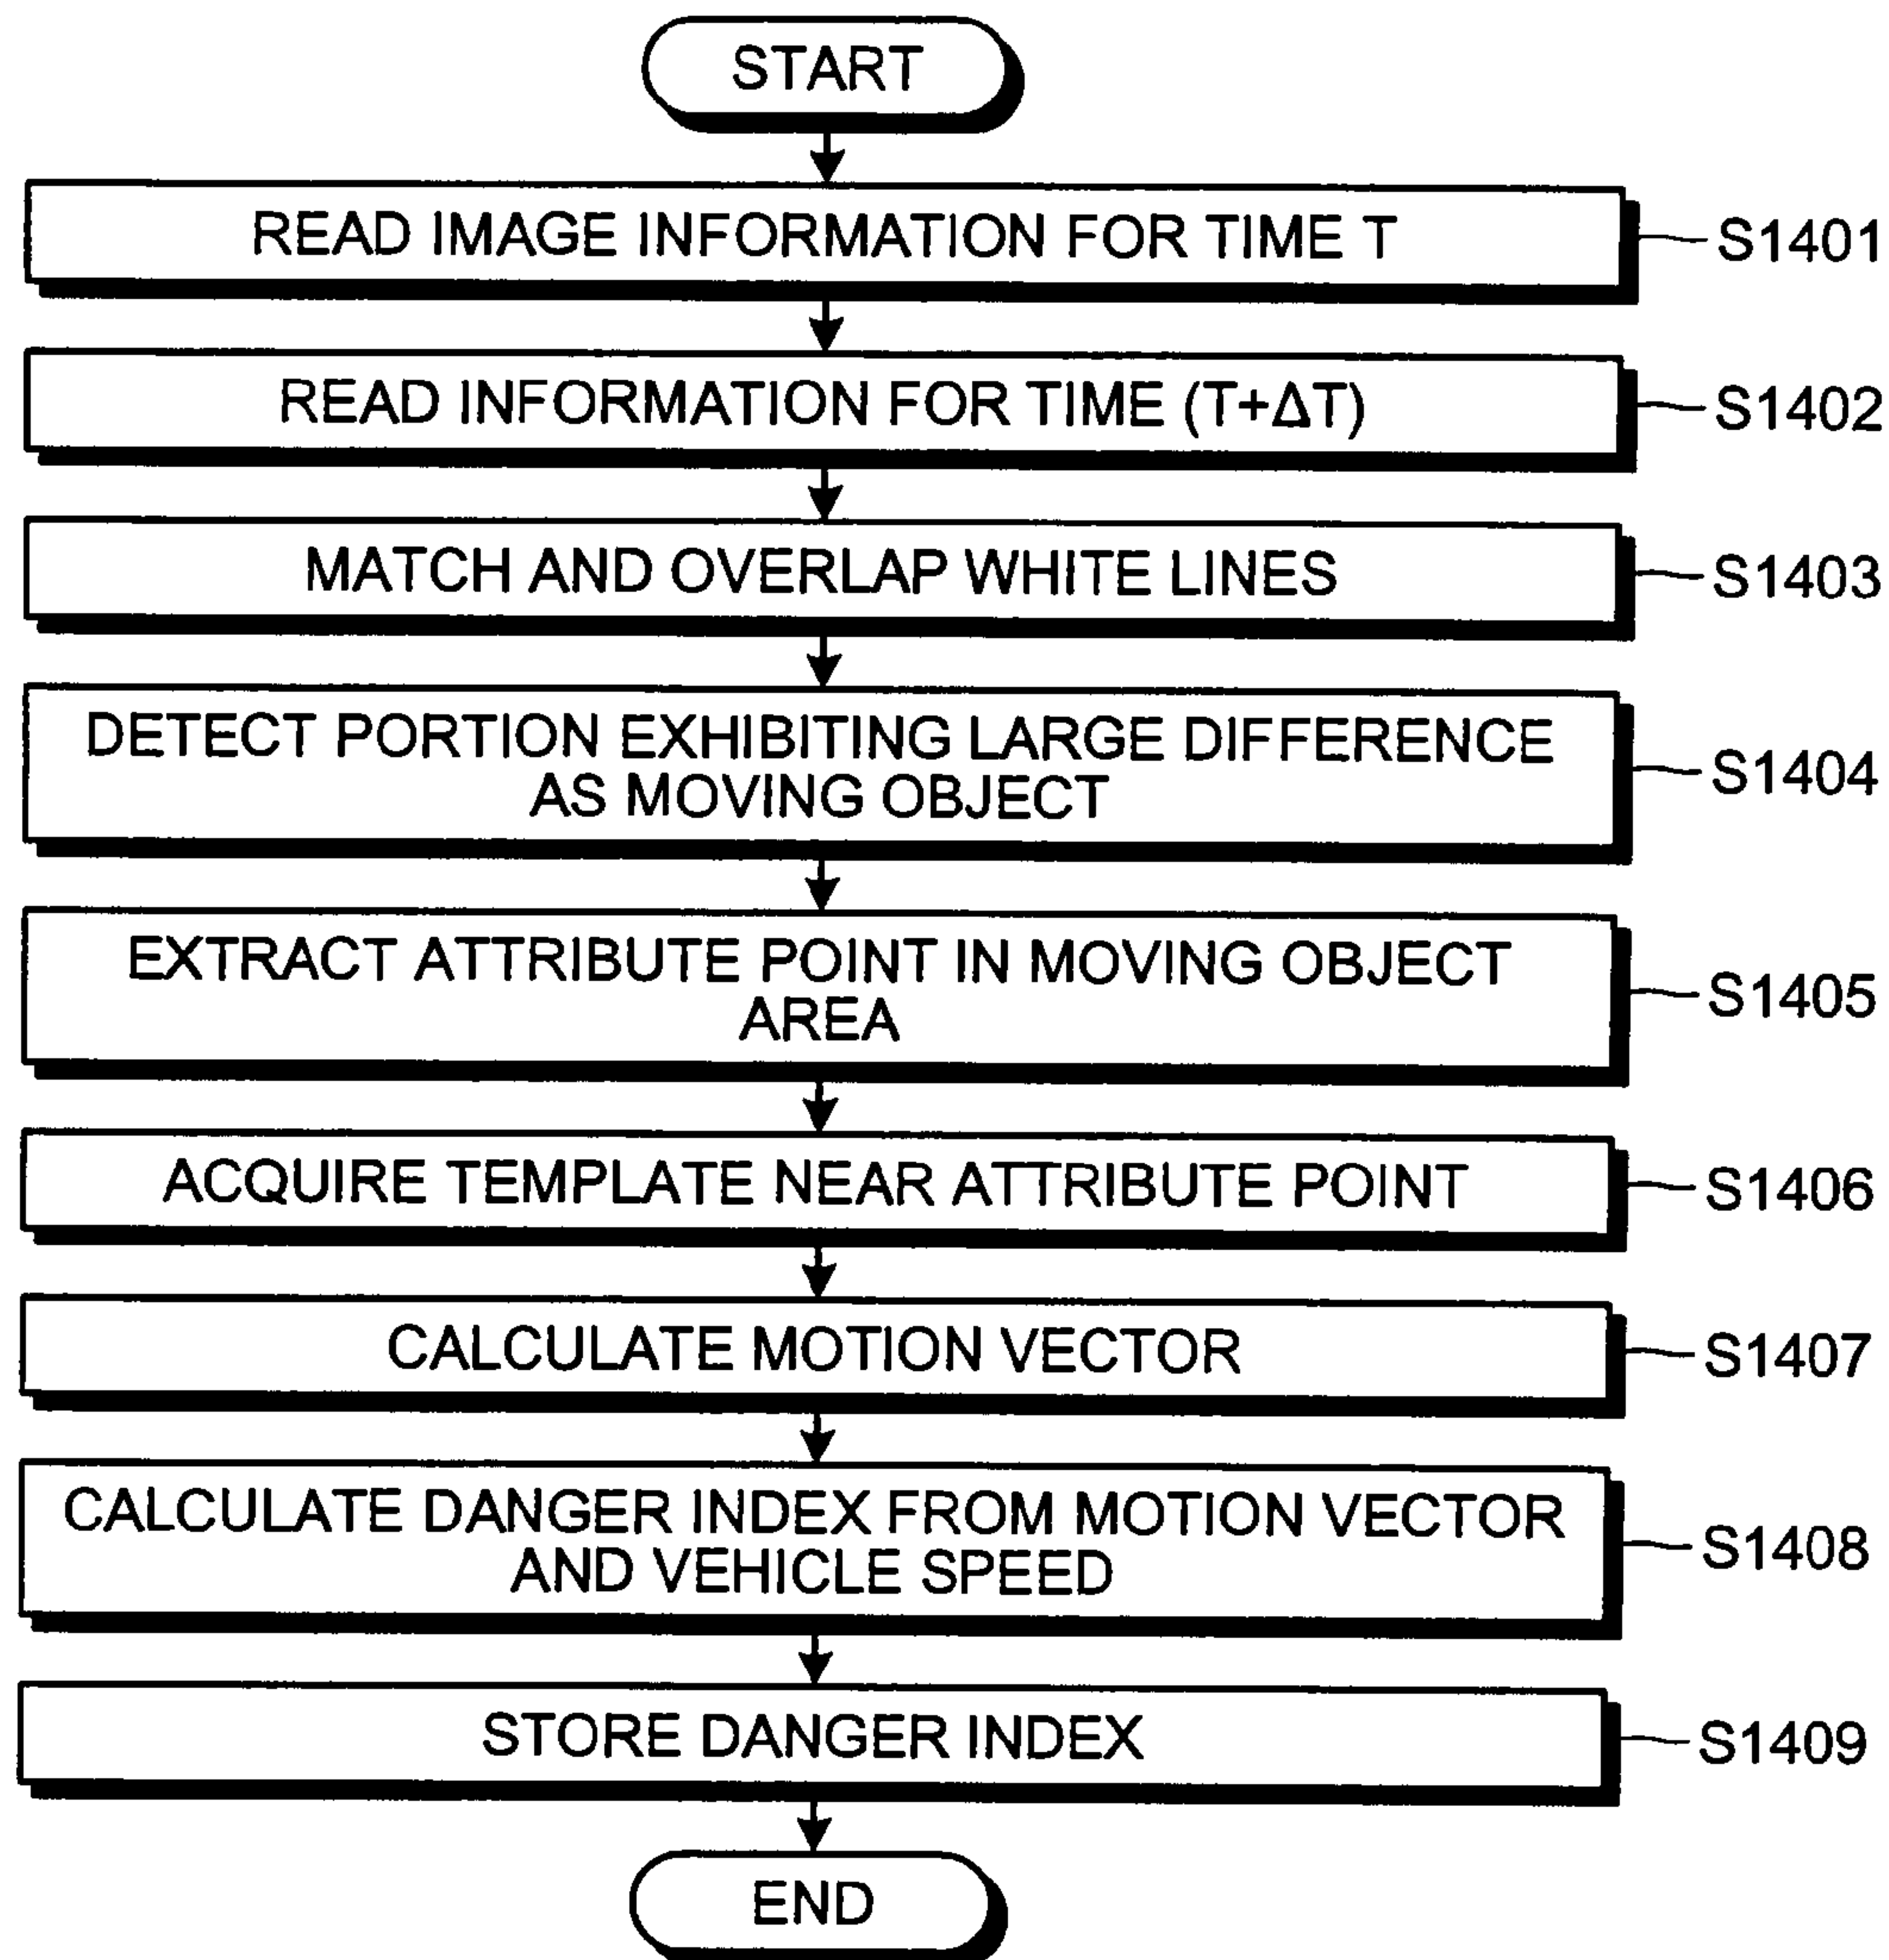 START
READ IMAGE INFORMATION FOR TIME T
S1401
READ INFORMATION FOR TIME (T+ΔT)
S1402
MATCH AND OVERLAP WHITE LINES
S1403
DETECT PORTION EXHIBITING LARGE DIFFERENCE
AS MOVING OBJECT
S1404
EXTRACT ATTRIBUTE POINT IN MOVING OBJECT
AREA
S1405
ACQUIRE TEMPLATE NEAR ATTRIBUTE POINT
S1406
CALCULATE MOTION VECTOR
S1407
CALCULATE DANGER INDEX FROM MOTION VECTOR
AND VEHICLE SPEED
S1408
STORE DANGER INDEX
S1409
END